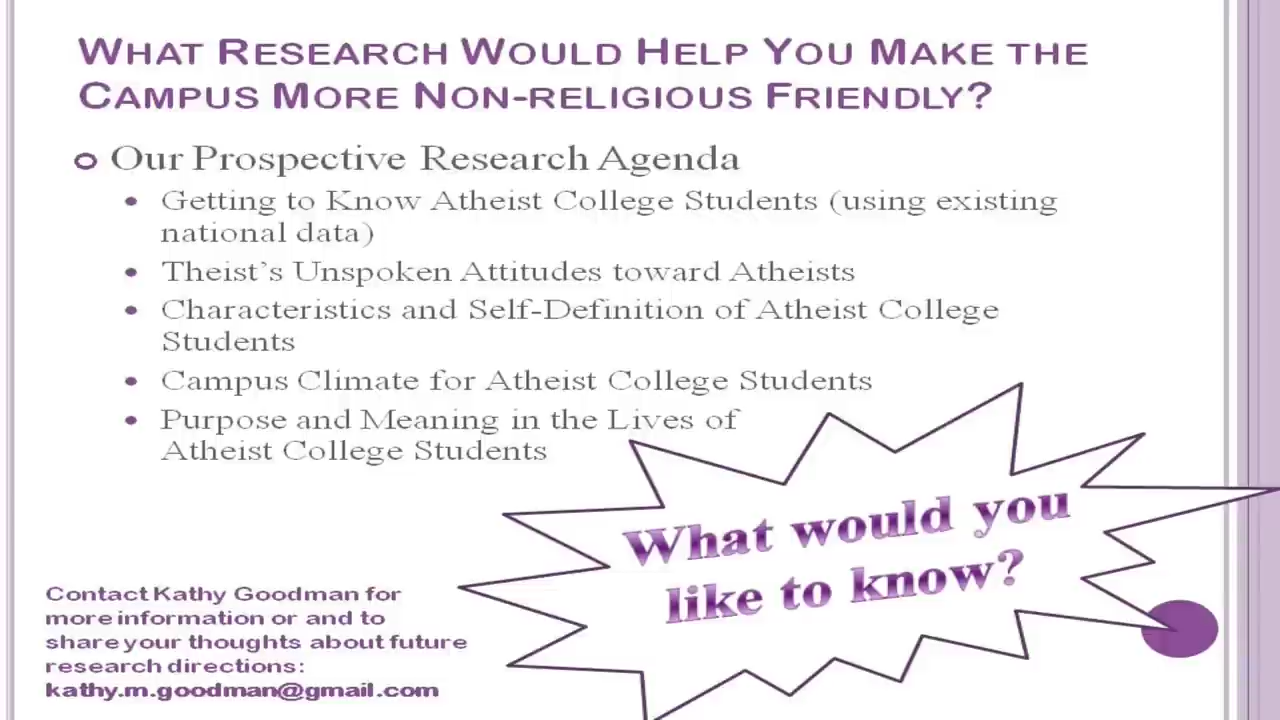 WHAT RESEARCH WOULD HELP YOU MAKE THE
CAMPUS MORE NON-RELIGIOUS FRIENDLY?
Our Prospective Research Agenda
• Getting to Know Atheist College Students (using existing
national data)
• Theist's Unspoken Attitudes toward Atheists
• Characteristics and Self-Definition of Atheist College
Students
• Campus Climate for Atheist College Students
• Purpose and Meaning in the Lives of
Atheist College Students
What would you
like to know?
Contact Kathy Goodman for
more information or and to
share your thoughts about future
research directions:
kathy.m.goodman@gmail.com